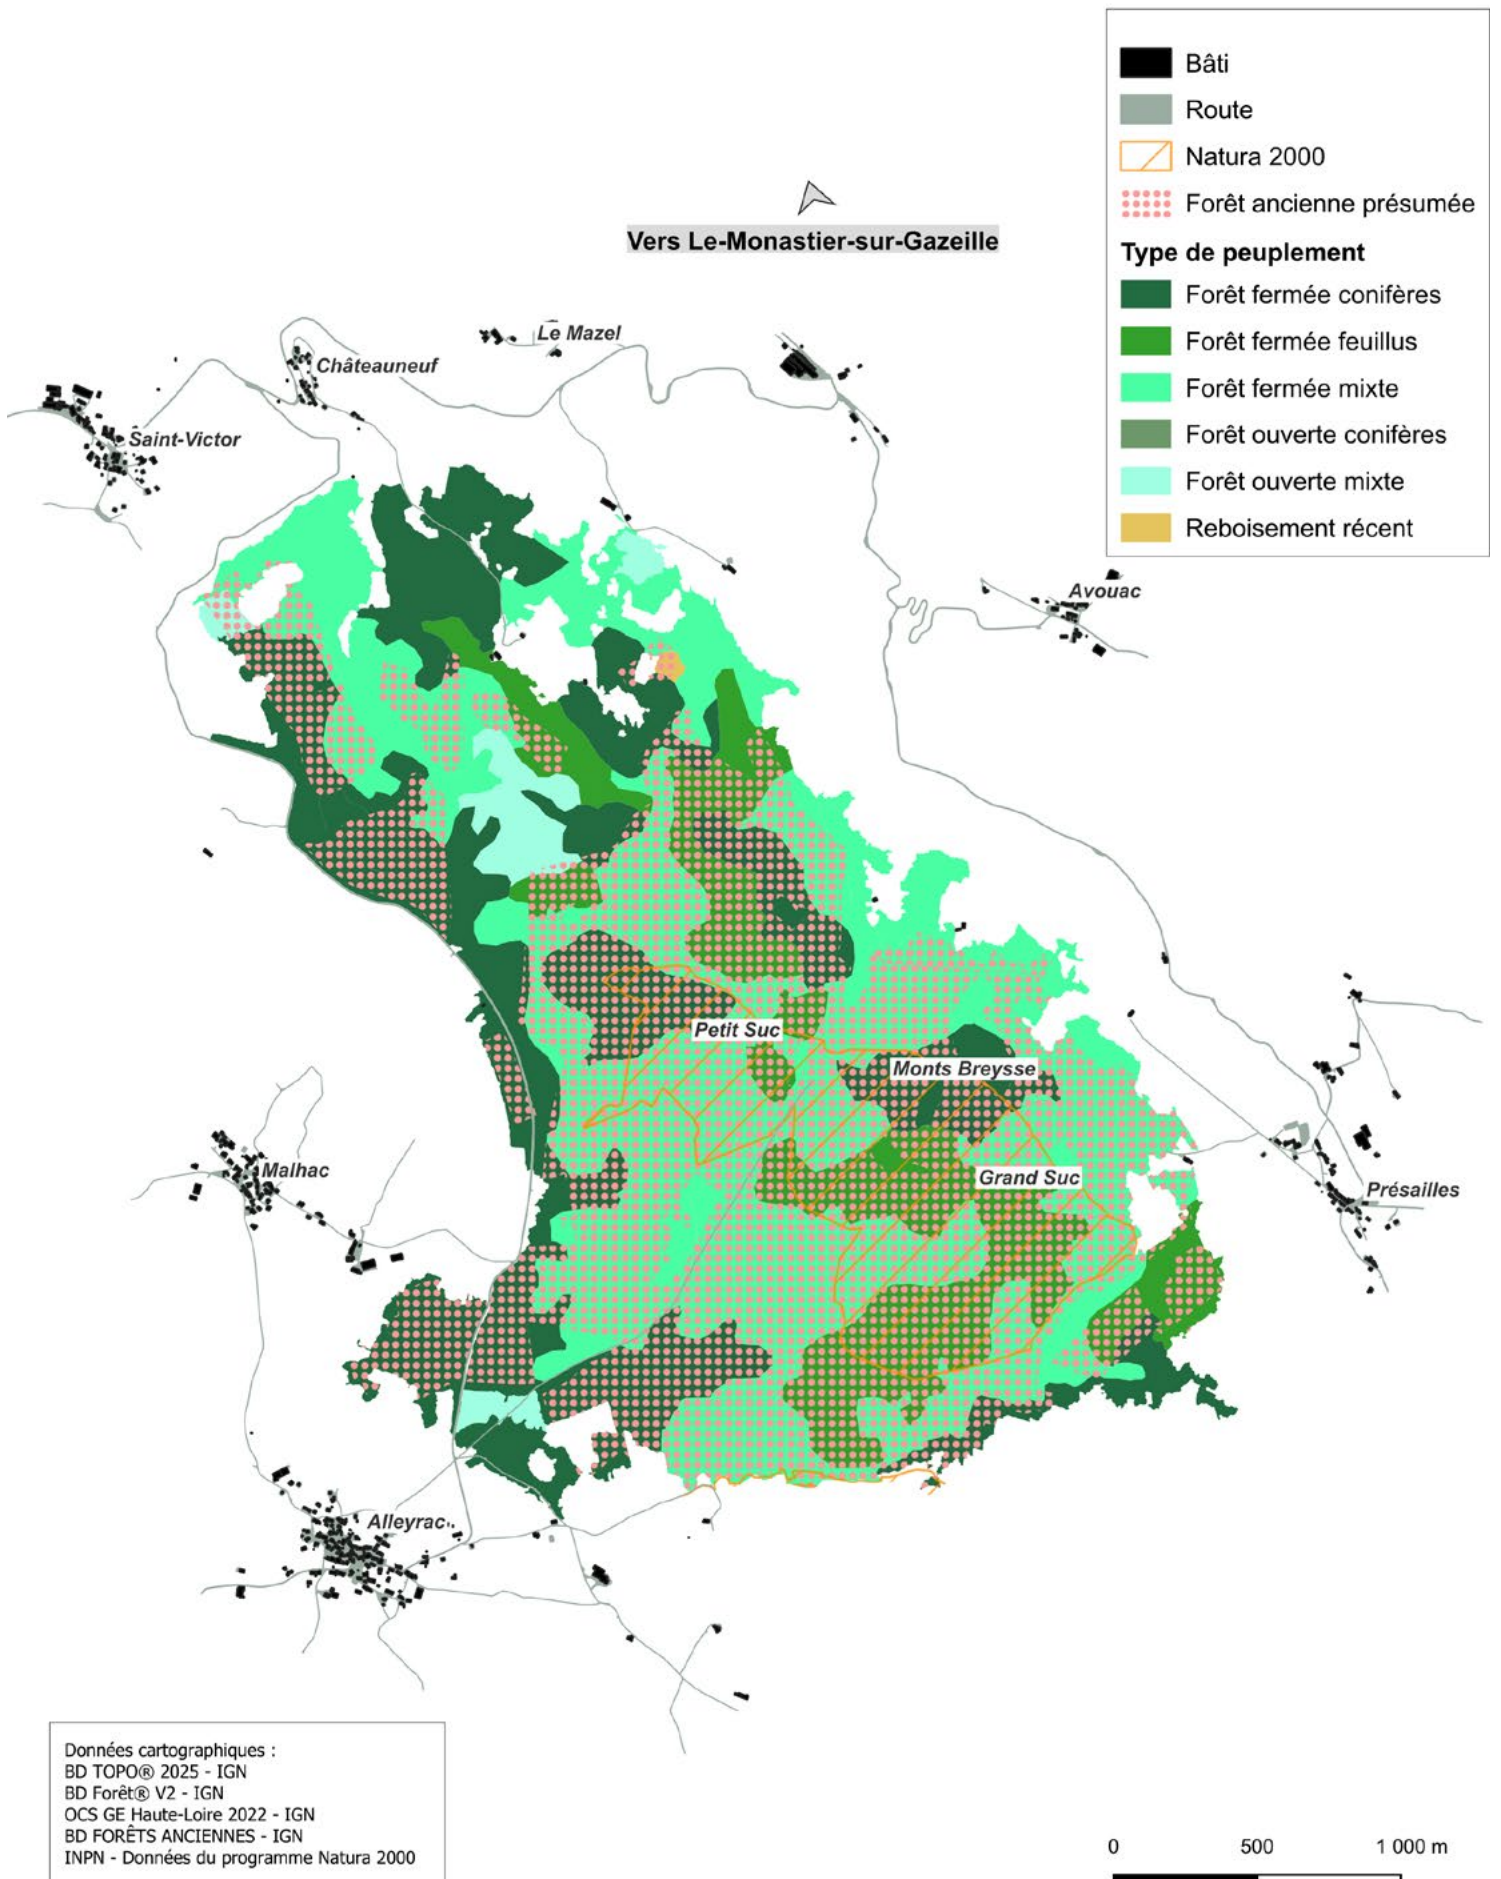 Bâti
Route
Natura 2000
Forêt ancienne présumée
Type de peuplement
Forêt fermée conifères
Forêt fermée feuillus
Forêt fermée mixte
Forêt ouverte conifères
Forêt ouverte mixte
Reboisement récent
Vers Le-Monastier-sur-Gazeille
Le Mazel
Châteauneuf
Saint-Victor
Avouac
Petit Suc
Monts Breysse
Malhac
Grand Suc
Présailles
Alleyrac
Données cartographiques :
BD TOPO® 2025 - IGN
BD Forêt® V2 - IGN
OCS GE Haute-Loire 2022 - IGN
BD FORÊTS ANCIENNES - IGN
INPN - Données du programme Natura 2000
0 500 1 000 m